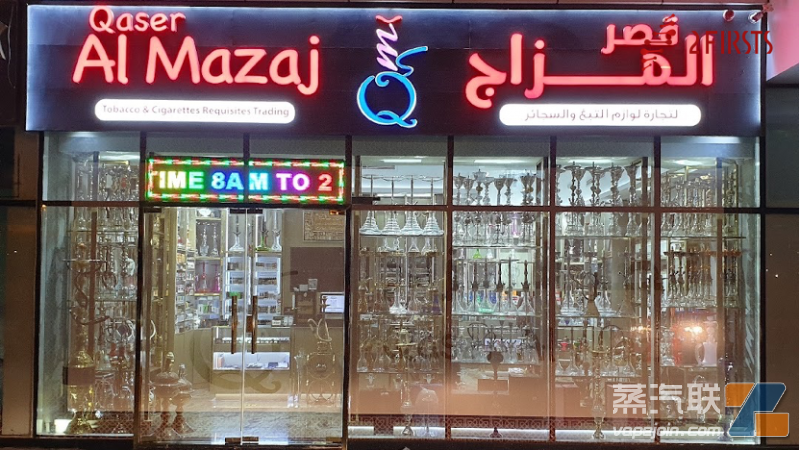 Qaser
Al Mazaj
Tobacco & Cigarettes Requisites Trading
Qm
قصر
المزاج
لتجارة لوازم التبغ والسجائر
2FIRSTS
TIME 8AM TO 2
蒸汽联